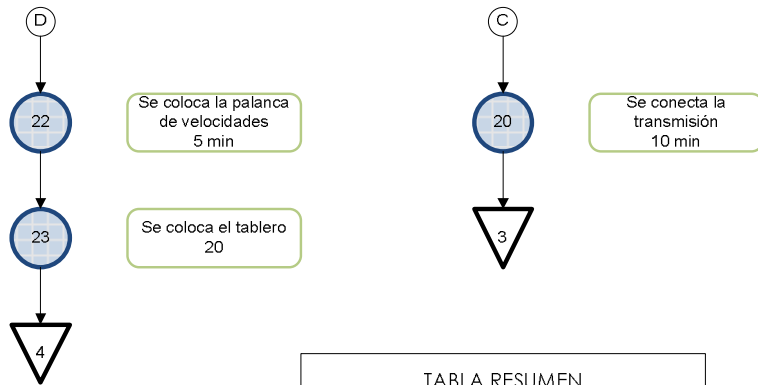 D
22
Se coloca la palanca
de velocidades
5 min
23
Se coloca el tablero
20
4
C
20
Se conecta la
transmisión
10 min
3
TABLA RESUMEN